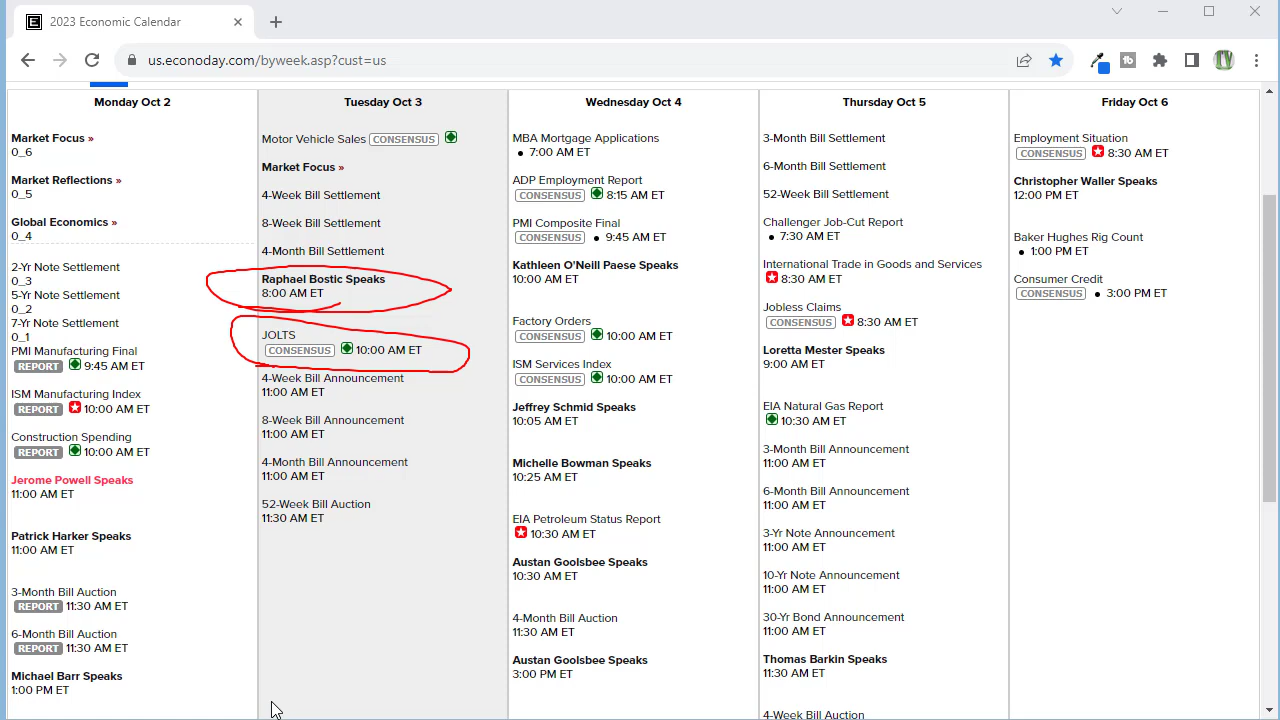 2023 Economic Calendar
us.econoday.com/byweek.asp?cust=us
Monday Oct 2
Market Focus »
0_6
Market Reflections »
0_5
Global Economics »
0_4
2-Yr Note Settlement
0_3
5-Yr Note Settlement
0_2
7-Yr Note Settlement
0_1
PMI Manufacturing Final
REPORT 9:45 AM ET
ISM Manufacturing Index
REPORT 10:00 AM ET
Construction Spending
REPORT 10:00 AM ET
Jerome Powell Speaks
11:00 AM ET
Patrick Harker Speaks
11:00 AM ET
3-Month Bill Auction
REPORT 11:30 AM ET
6-Month Bill Auction
REPORT 11:30 AM ET
Michael Barr Speaks
1:00 PM ET
Tuesday Oct 3
Motor Vehicle Sales CONSENSUS
Market Focus »
4-Week Bill Settlement
8-Week Bill Settlement
4-Month Bill Settlement
Raphael Bostic Speaks
8:00 AM ET
JOLTS
CONSENSUS 10:00 AM ET
4-Week Bill Announcement
11:00 AM ET
8-Week Bill Announcement
11:00 AM ET
4-Month Bill Announcement
11:00 AM ET
52-Week Bill Auction
11:30 AM ET
Wednesday Oct 4
MBA Mortgage Applications
• 7:00 AM ET
ADP Employment Report
CONSENSUS 8:15 AM ET
PMI Composite Final
CONSENSUS • 9:45 AM ET
Kathleen O'Neill Paese Speaks
10:00 AM ET
Factory Orders
CONSENSUS 10:00 AM ET
ISM Services Index
CONSENSUS 10:00 AM ET
Jeffrey Schmid Speaks
10:05 AM ET
Michelle Bowman Speaks
10:25 AM ET
EIA Petroleum Status Report
10:30 AM ET
Austan Goolsbee Speaks
10:30 AM ET
4-Month Bill Auction
11:30 AM ET
Austan Goolsbee Speaks
3:00 PM ET
Thursday Oct 5
3-Month Bill Settlement
6-Month Bill Settlement
52-Week Bill Settlement
Challenger Job-Cut Report
• 7:30 AM ET
International Trade in Goods and Services
8:30 AM ET
Jobless Claims
CONSENSUS 8:30 AM ET
Loretta Mester Speaks
9:00 AM ET
EIA Natural Gas Report
10:30 AM ET
3-Month Bill Announcement
11:00 AM ET
6-Month Bill Announcement
11:00 AM ET
3-Yr Note Announcement
11:00 AM ET
10-Yr Note Announcement
11:00 AM ET
30-Yr Bond Announcement
11:00 AM ET
Thomas Barkin Speaks
11:30 AM ET
4-Week Bill Auction
Friday Oct 6
Employment Situation
CONSENSUS 8:30 AM ET
Christopher Waller Speaks
12:00 PM ET
Baker Hughes Rig Count
• 1:00 PM ET
Consumer Credit
CONSENSUS • 3:00 PM ET